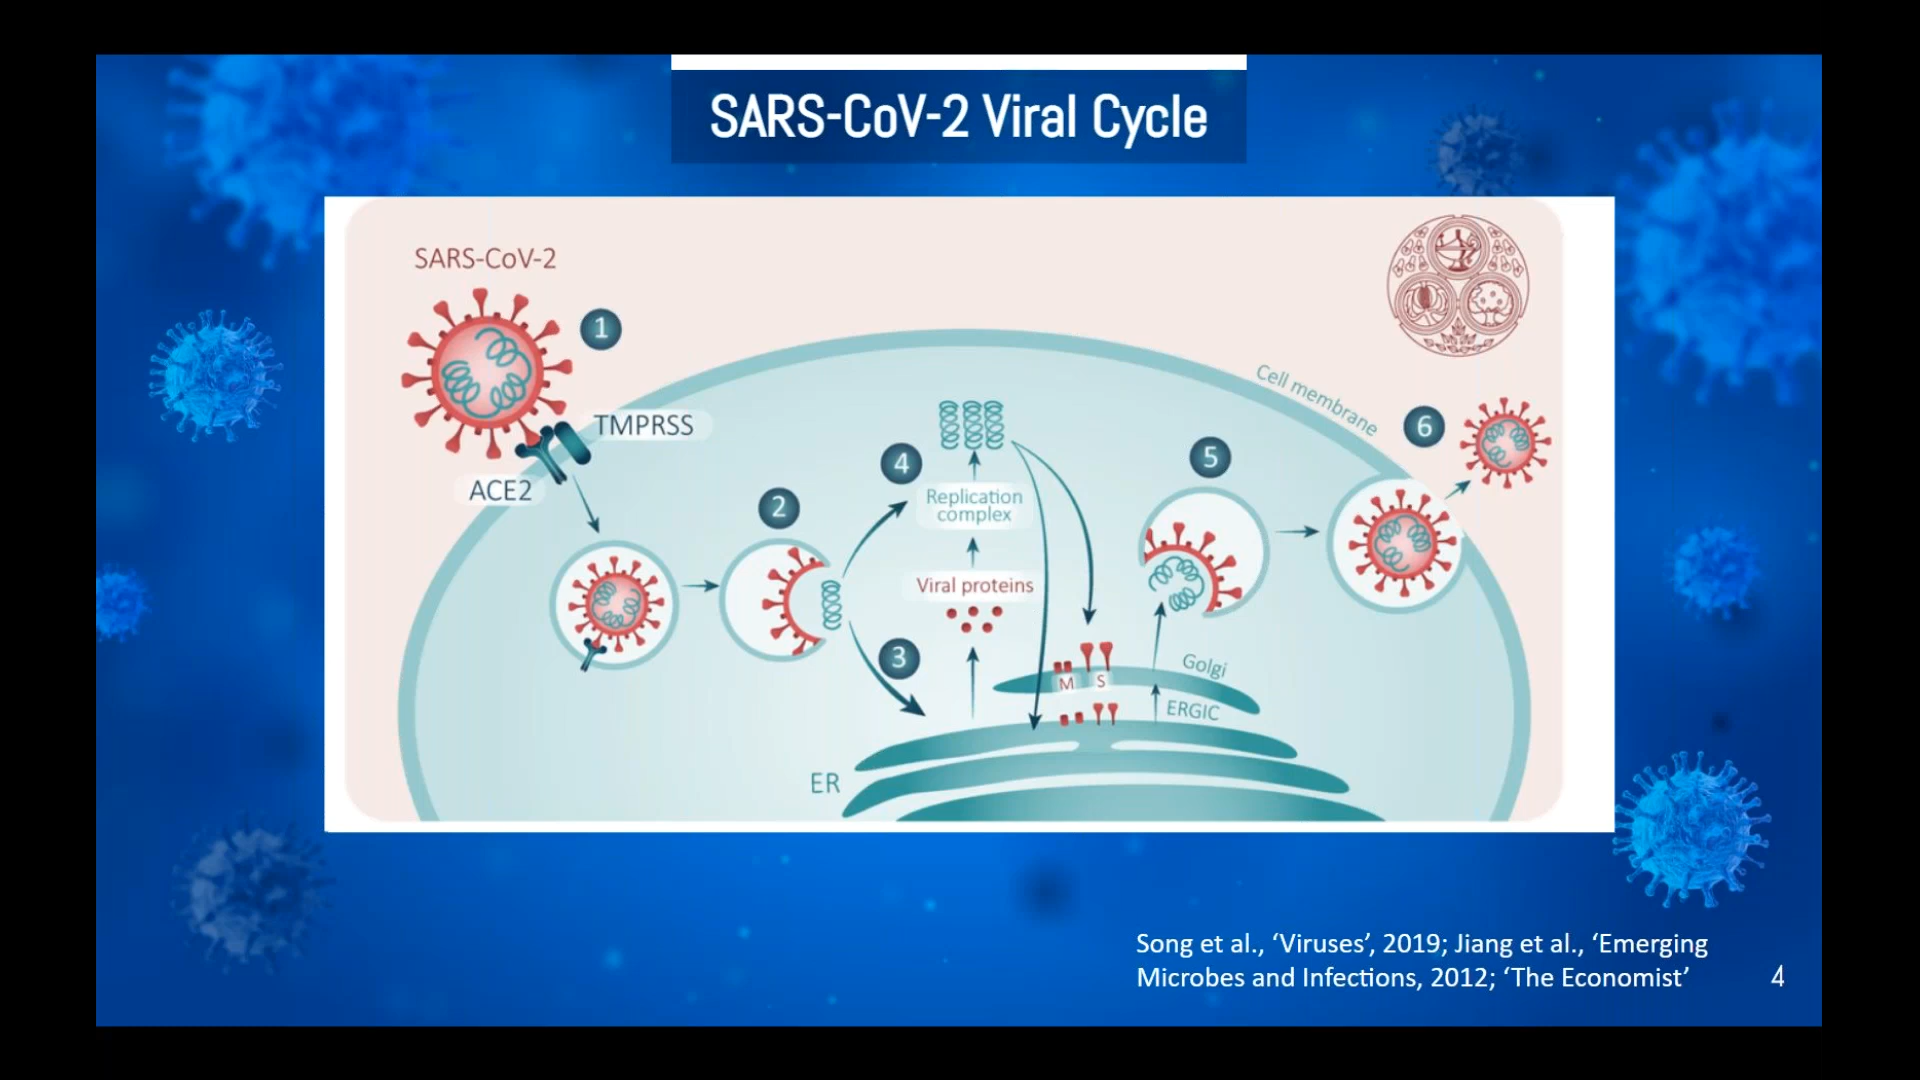 SARS-CoV-2 Viral Cycle
SARS-CoV-2
1
TMPRSS
ACE2
2
3
4
Replication
complex
Viral proteins
M
S
Golgi
ERGIC
ER
5
Cell membrane
6
Song et al., ‘Viruses’, 2019; Jiang et al., ‘Emerging
Microbes and Infections, 2012; ‘The Economist’
4